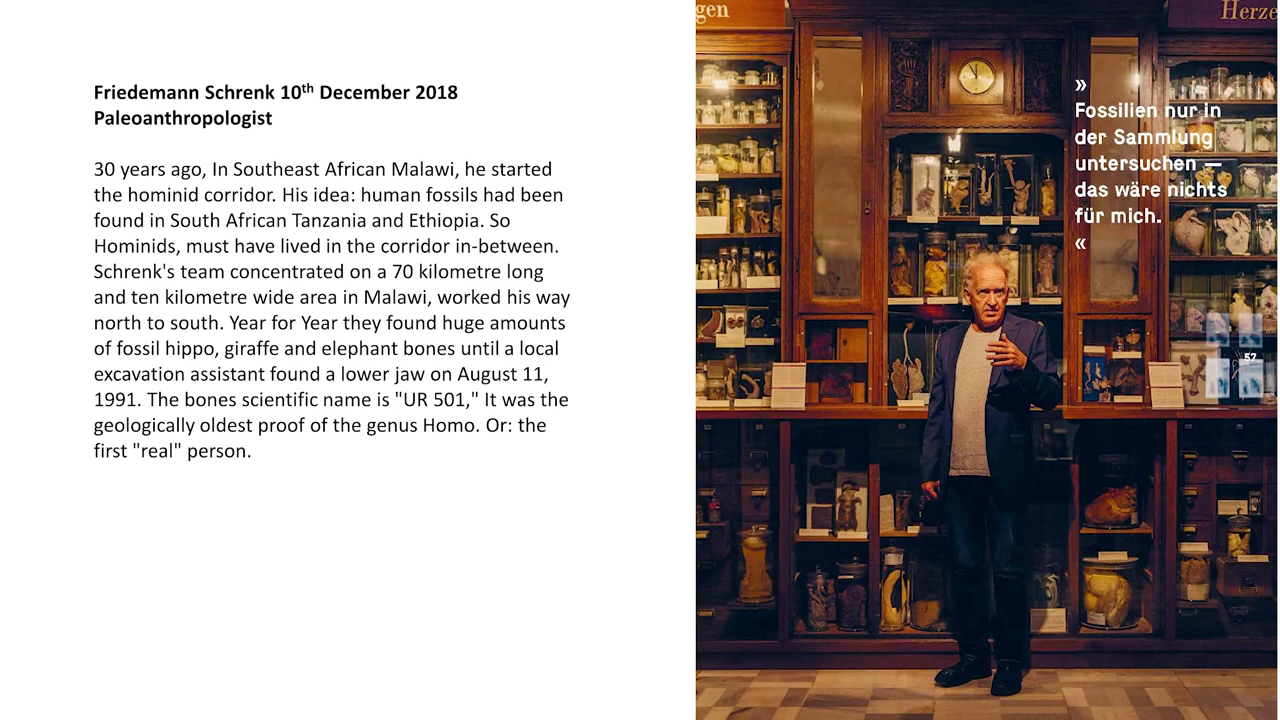 Friedemann Schrenk 10th December 2018
Paleoanthropologist
30 years ago, In Southeast African Malawi, he started
the hominid corridor. His idea: human fossils had been
found in South African Tanzania and Ethiopia. So
Hominids, must have lived in the corridor in-between.
Schrenk's team concentrated on a 70 kilometre long
and ten kilometre wide area in Malawi, worked his way
north to south. Year for Year they found huge amounts
of fossil hippo, giraffe and elephant bones until a local
excavation assistant found a lower jaw on August 11,
1991. The bones scientific name is "UR 501," It was the
geologically oldest proof of the genus Homo. Or: the
first "real" person.
gen
Herze
»
Fossilien nur in
der Sammlung
untersuchen —
das wäre nichts
für mich.
«
57